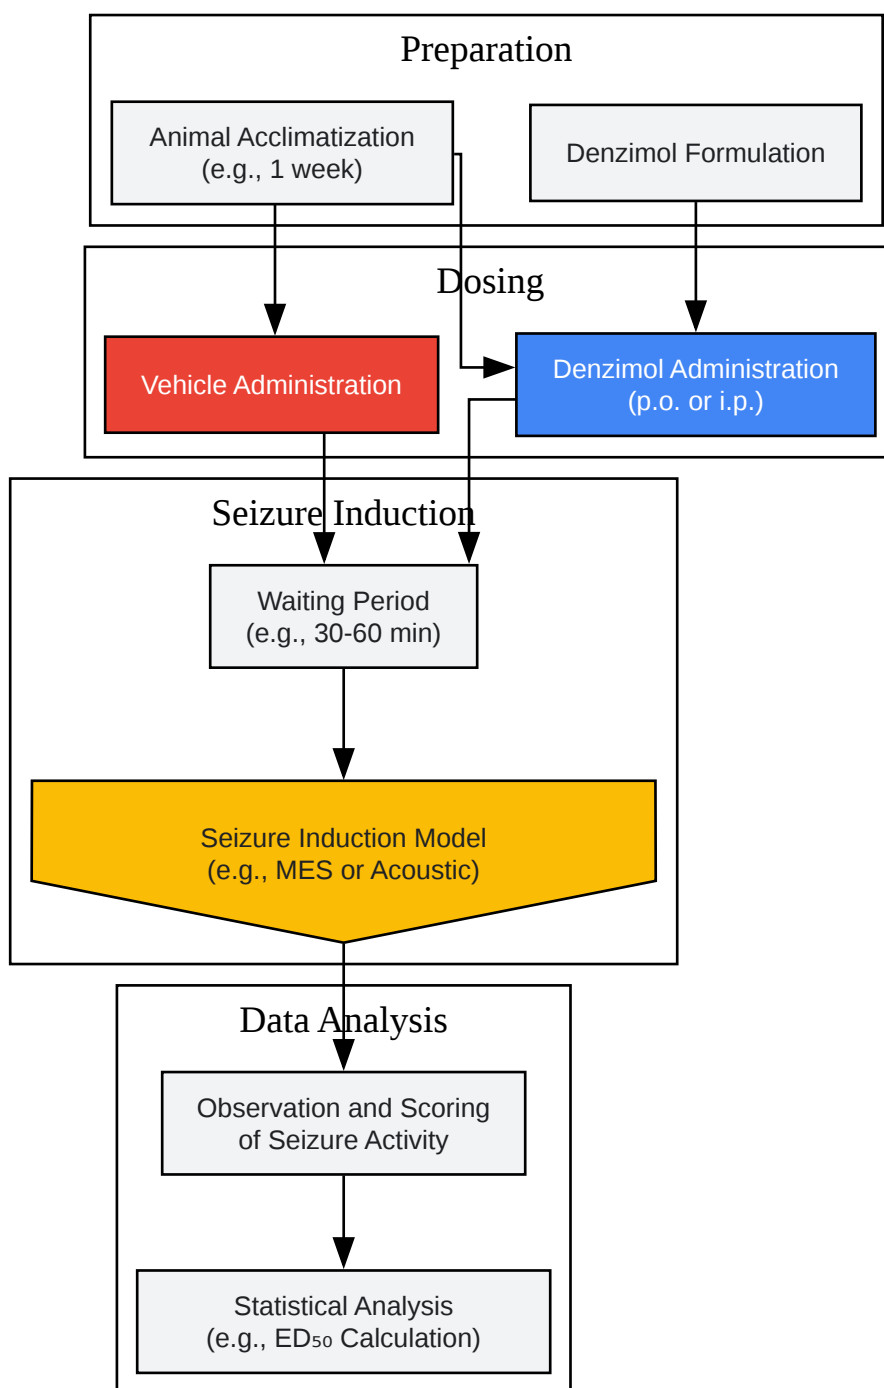 Preparation
Animal Acclimatization
(e.g., 1 week)
Denzimol Formulation
Dosing
Vehicle Administration
Denzimol Administration
(p.o. or i.p.)
Seizure Induction
Waiting Period
(e.g., 30-60 min)
Seizure Induction Model
(e.g., MES or Acoustic)
Data Analysis
Observation and Scoring
of Seizure Activity
Statistical Analysis
(e.g., ED₅₀ Calculation)